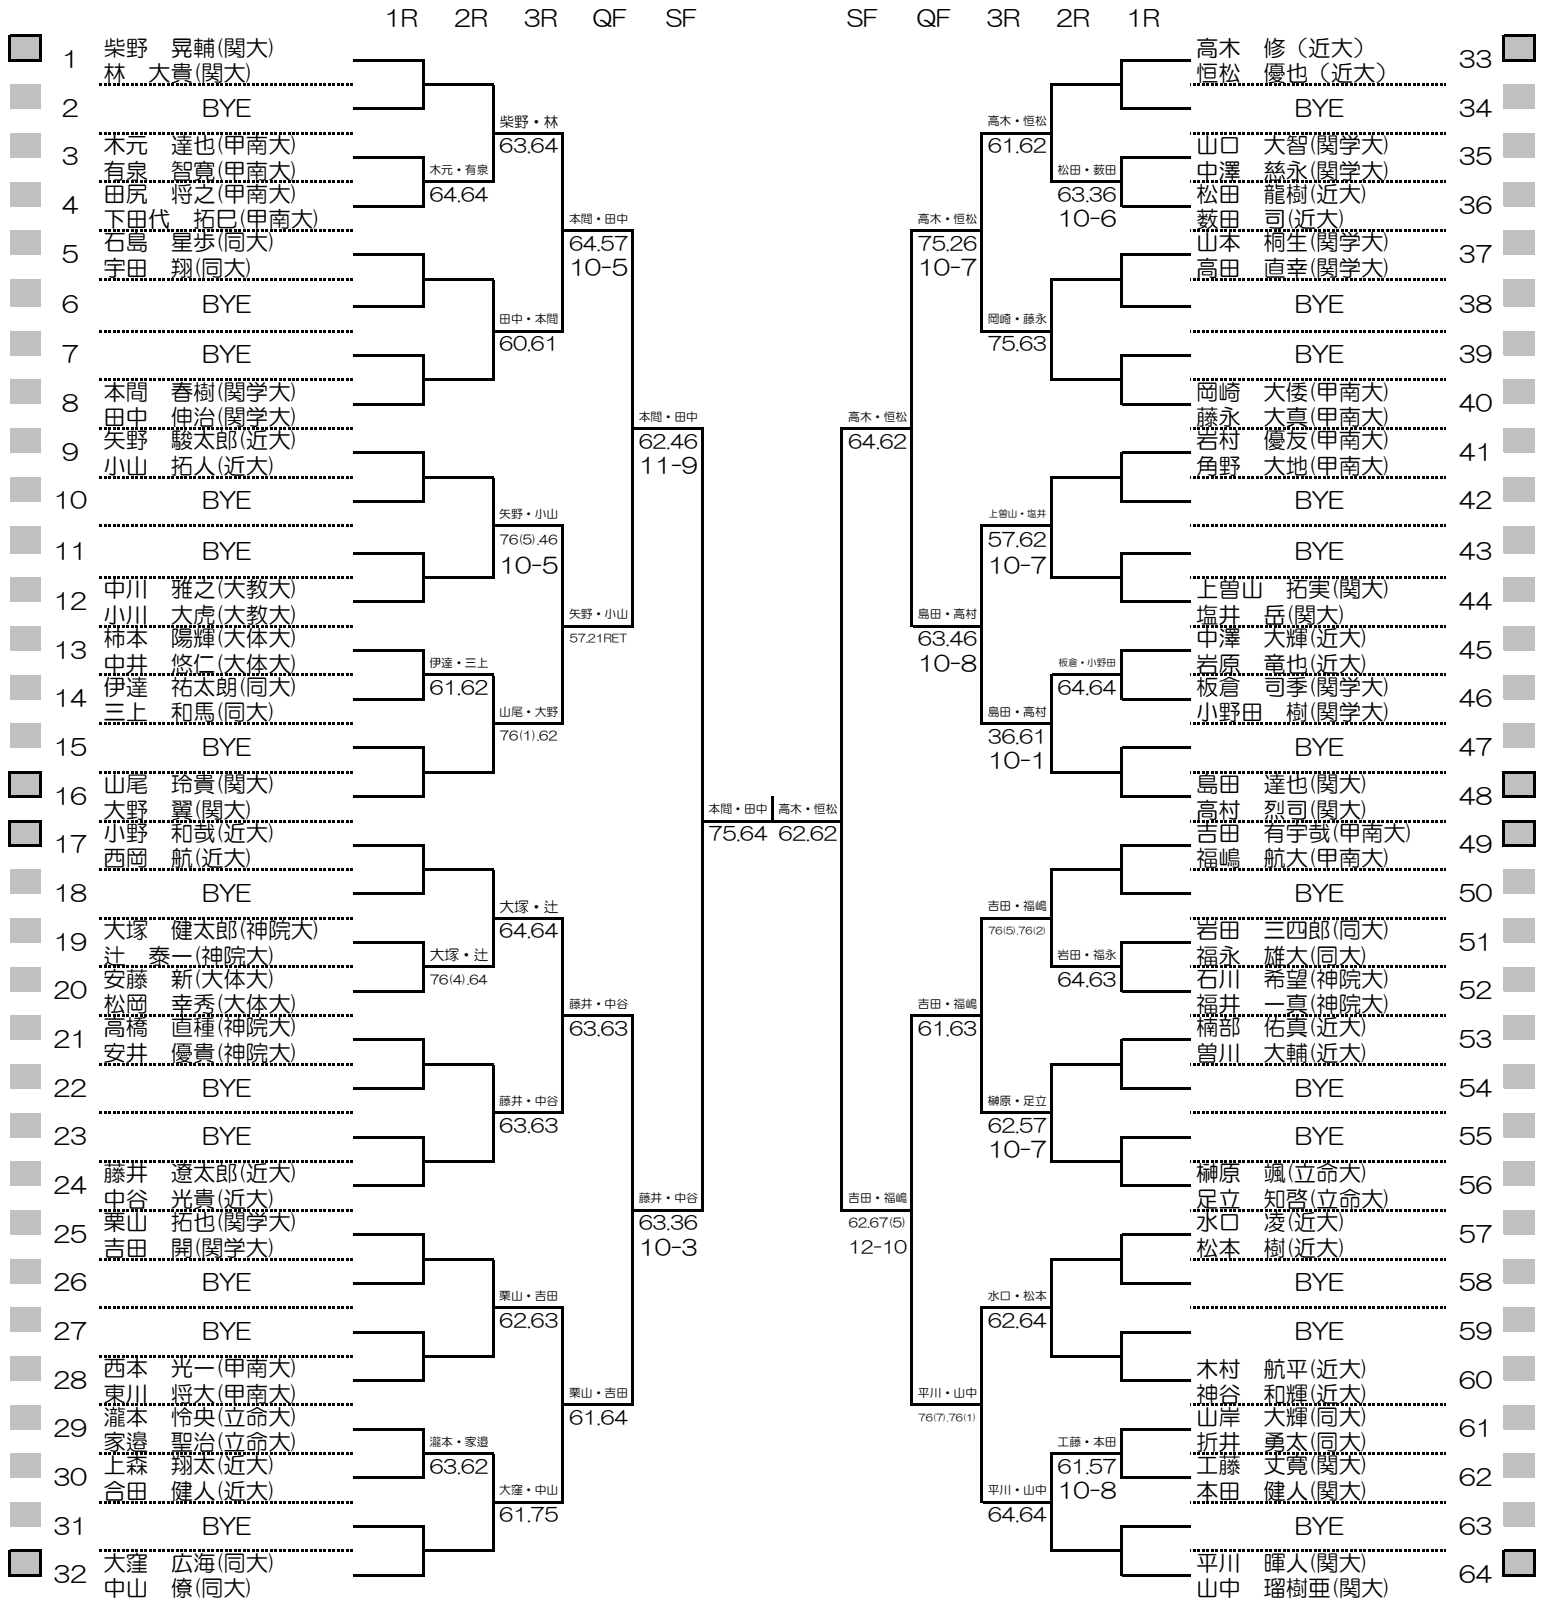 1R 2R 3R QF SF SF QF 3R 2R 1R
1
柴野　晃輔(関大)
林　大貴(関大)
2
BYE
3
木元　達也(甲南大)
有泉　智寛(甲南大)
4
田尻　将之(甲南大)
下田代　拓巳(甲南大)
5
石島　星歩(同大)
宇田　翔(同大)
6
BYE
7
BYE
8
本間　春樹(関学大)
田中　伸治(関学大)
9
矢野　駿太郎(近大)
小山　拓人(近大)
10
BYE
11
BYE
12
中川　雅之(大教大)
小川　大虎(大教大)
13
柿本　陽輝(大体大)
中井　悠仁(大体大)
14
伊達　祐太朗(同大)
三上　和馬(同大)
15
BYE
16
山尾　玲貴(関大)
大野　翼(関大)
17
小野　和哉(近大)
西岡　航(近大)
18
BYE
19
大塚　健太郎(神院大)
辻　泰一(神院大)
20
安藤　新(大体大)
松岡　幸秀(大体大)
21
高橋　直種(神院大)
安井　優貴(神院大)
22
BYE
23
BYE
24
藤井　遼太郎(近大)
中谷　光貴(近大)
25
栗山　拓也(関学大)
吉田　開(関学大)
26
BYE
27
BYE
28
西本　光一(甲南大)
東川　将大(甲南大)
29
瀧本　怜央(立命大)
家邉　聖治(立命大)
30
上森　翔太(近大)
合田　健人(近大)
31
BYE
32
大窪　広海(同大)
中山　僚(同大)
木元・有泉
64.64
伊達・三上
61.62
大塚・辻
76(4).64
瀧本・家邉
63.62
柴野・林
63.64
田中・本間
60.61
矢野・小山
76(5).46
10-5
山尾・大野
76(1).62
大塚・辻
64.64
藤井・中谷
63.63
栗山・吉田
62.63
大窪・中山
61.75
本間・田中
64.57
10-5
矢野・小山
57.21RET
藤井・中谷
63.63
栗山・吉田
61.64
本間・田中
62.46
11-9
藤井・中谷
63.36
10-3
本間・田中
75.64
高木・恒松
62.62
高木・恒松
64.62
吉田・福嶋
62.67(5)
12-10
高木・恒松
75.26
10-7
島田・高村
63.46
10-8
吉田・福嶋
61.63
平川・山中
76(7).76(1)
高木・恒松
61.62
岡崎・藤永
75.63
上曽山・塩井
57.62
10-7
島田・高村
36.61
10-1
吉田・福嶋
76(5).76(2)
榊原・足立
62.57
10-7
水口・松本
62.64
平川・山中
64.64
松田・薮田
63.36
10-6
板倉・小野田
64.64
岩田・福永
64.63
工藤・本田
61.57
10-8
高木　修（近大）
恒松　優也（近大）
33
BYE
34
山口　大智(関学大)
中澤　慈永(関学大)
35
松田　龍樹(近大)
薮田　司(近大)
36
山本　桐生(関学大)
高田　直幸(関学大)
37
BYE
38
BYE
39
岡崎　大倭(甲南大)
藤永　大真(甲南大)
40
岩村　優友(甲南大)
角野　大地(甲南大)
41
BYE
42
BYE
43
上曽山　拓実(関大)
塩井　岳(関大)
44
中澤　大輝(近大)
岩原　竜也(近大)
45
板倉　司季(関学大)
小野田　樹(関学大)
46
BYE
47
島田　達也(関大)
高村　烈司(関大)
48
吉田　有宇哉(甲南大)
福嶋　航大(甲南大)
49
BYE
50
岩田　三四郎(同大)
福永　雄大(同大)
51
石川　希望(神院大)
福井　一真(神院大)
52
楠部　佑真(近大)
曽川　大輔(近大)
53
BYE
54
BYE
55
榊原　颯(立命大)
足立　知啓(立命大)
56
水口　凌(近大)
松本　樹(近大)
57
BYE
58
BYE
59
木村　航平(近大)
神谷　和輝(近大)
60
山岸　大輝(同大)
折井　勇太(同大)
61
工藤　丈寛(関大)
本田　健人(関大)
62
BYE
63
平川　暉人(関大)
山中　瑠樹亜(関大)
64